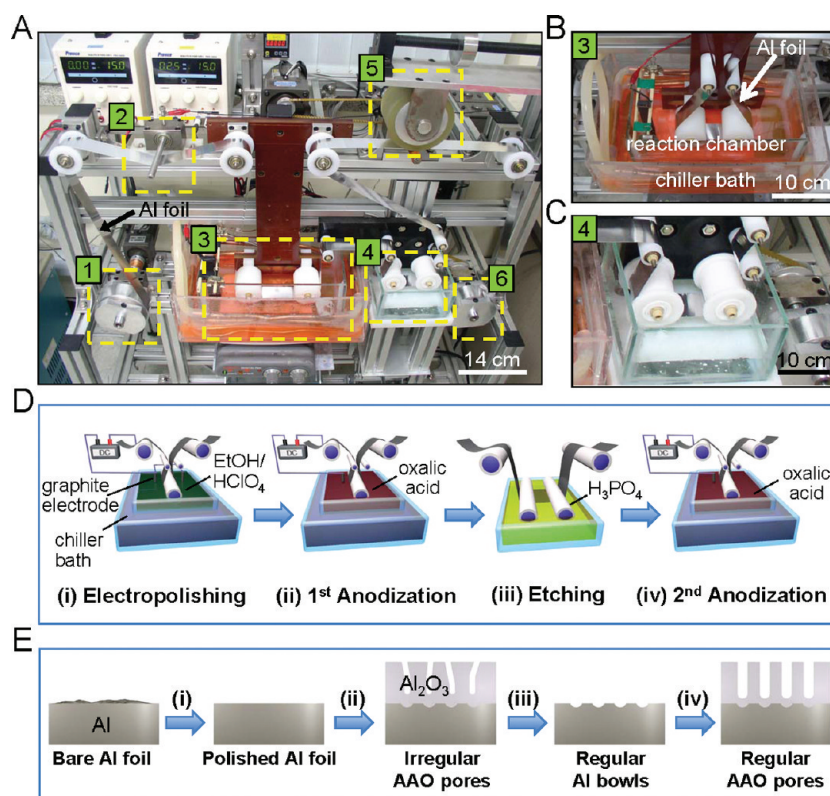 A
B
3
Al foil
reaction chamber
chiller bath
10 cm
2
5
Al foil
3
4
1
6
14 cm
C
4
10 cm
D
DC
EtOH/
HClO4
graphite
electrode
chiller
bath
(i) Electropolishing
DC
oxalic
acid
(ii) 1st Anodization
H3PO4
(iii) Etching
DC
oxalic
acid
(iv) 2nd Anodization
E
Al
Bare Al foil
(i)
Polished Al foil
(ii)
Al2O3
Irregular
AAO pores
(iii)
Regular
Al bowls
(iv)
Regular
AAO pores